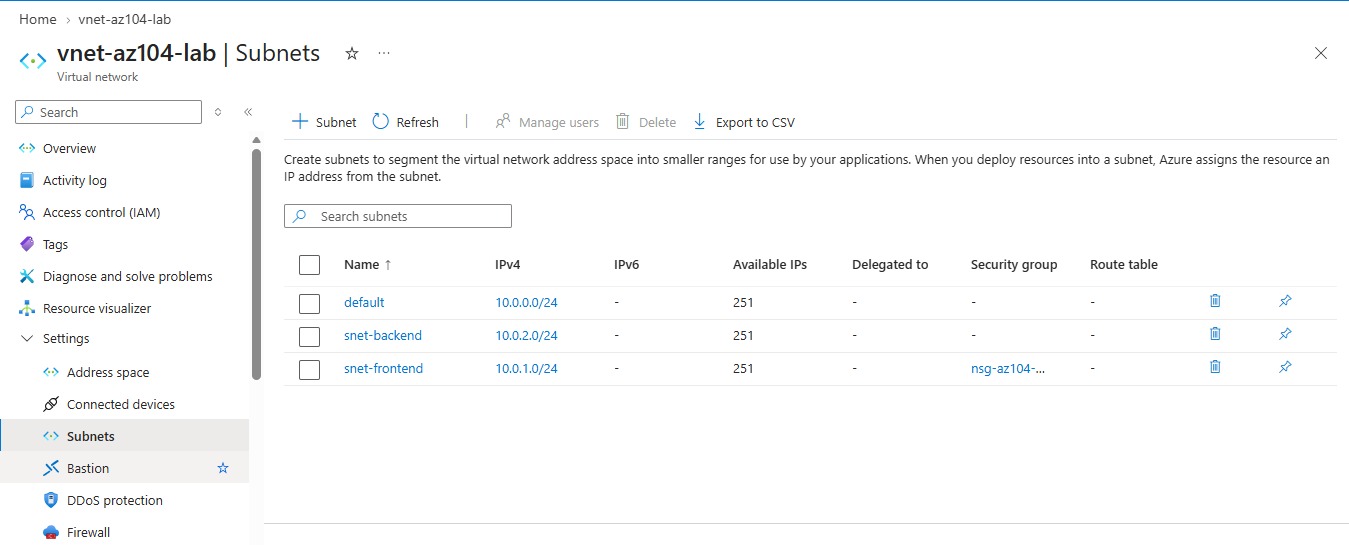 Home > vnet-az104-lab
vnet-az104-lab | Subnets ☆ ···
Virtual network
Search
Overview
Activity log
Access control (IAM)
Tags
Diagnose and solve problems
Resource visualizer
Settings
Address space
Connected devices
Subnets
Bastion
DDoS protection
Firewall
+ Subnet Refresh | Manage users Delete Export to CSV
Create subnets to segment the virtual network address space into smaller ranges for use by your applications. When you deploy resources into a subnet, Azure assigns the resource an
IP address from the subnet.
Search subnets
Name ↑ IPv4 IPv6 Available IPs Delegated to Security group Route table
default 10.0.0.0/24 - 251 - - -
snet-backend 10.0.2.0/24 - 251 - - -
snet-frontend 10.0.1.0/24 - 251 - nsg-az104-... -